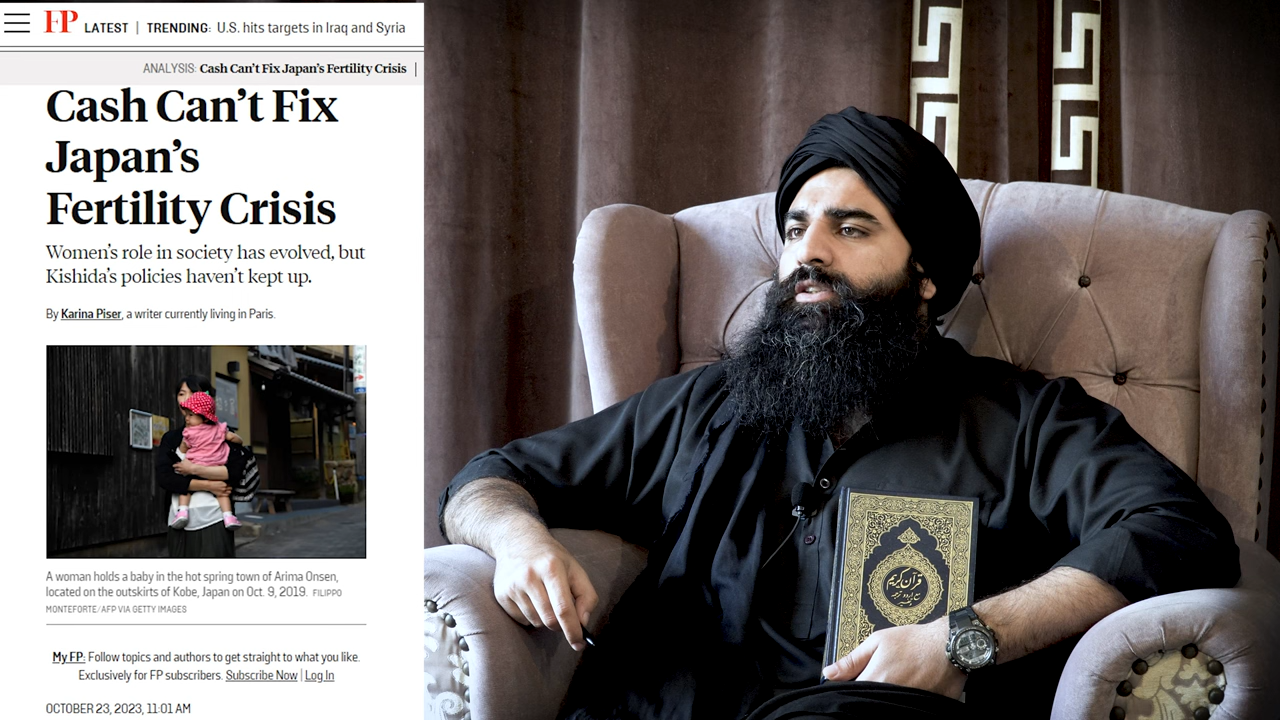 FP LATEST | TRENDING: U.S. hits targets in Iraq and Syria
ANALYSIS: Cash Can't Fix Japan's Fertility Crisis |
Cash Can't Fix
Japan's
Fertility Crisis
Women's role in society has evolved, but
Kishida's policies haven't kept up.
By Karina Piser, a writer currently living in Paris.
A woman holds a baby in the hot spring town of Arima Onsen,
located on the outskirts of Kobe, Japan on Oct. 9, 2019. FILIPPO
MONTEFORTE/AFP VIA GETTY IMAGES
My FP: Follow topics and authors to get straight to what you like.
Exclusively for FP subscribers. Subscribe Now | Log In
OCTOBER 23, 2023, 11:01 AM
قرآن کریم